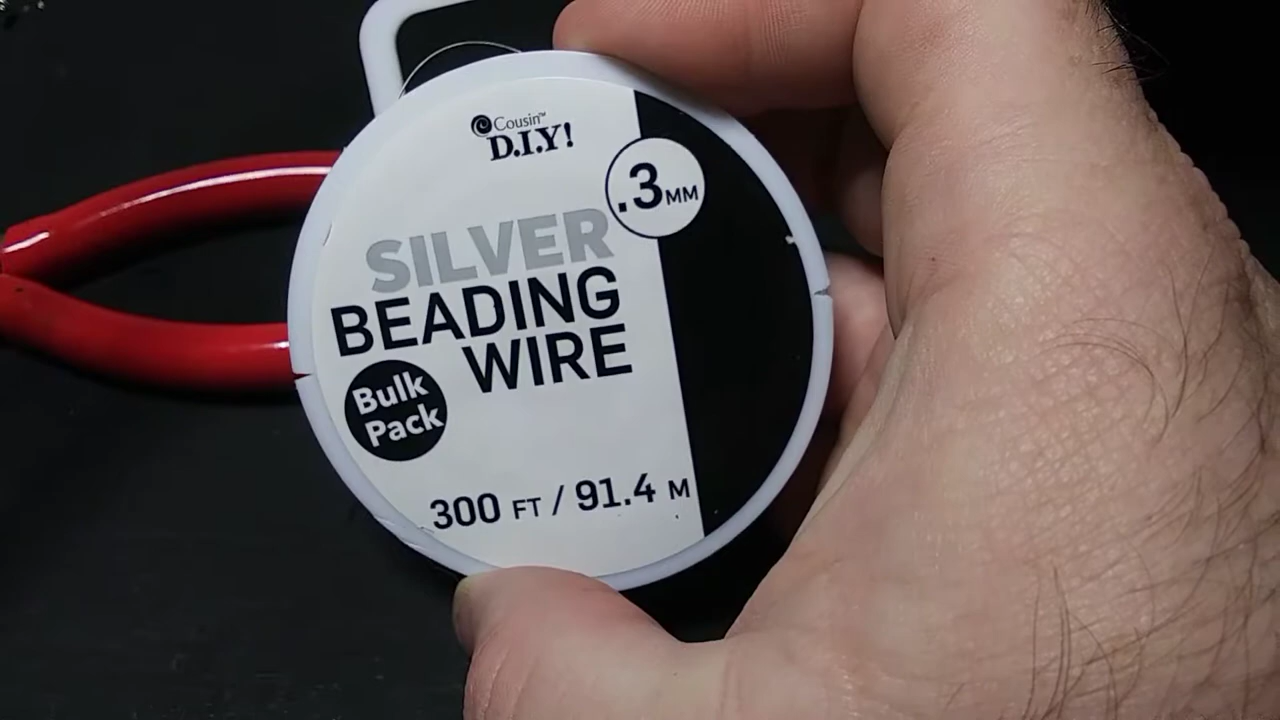 Cousin™
D.I.Y!
.3MM
SILVER
BEADING
WIRE
Bulk
Pack
300 FT / 91.4 M